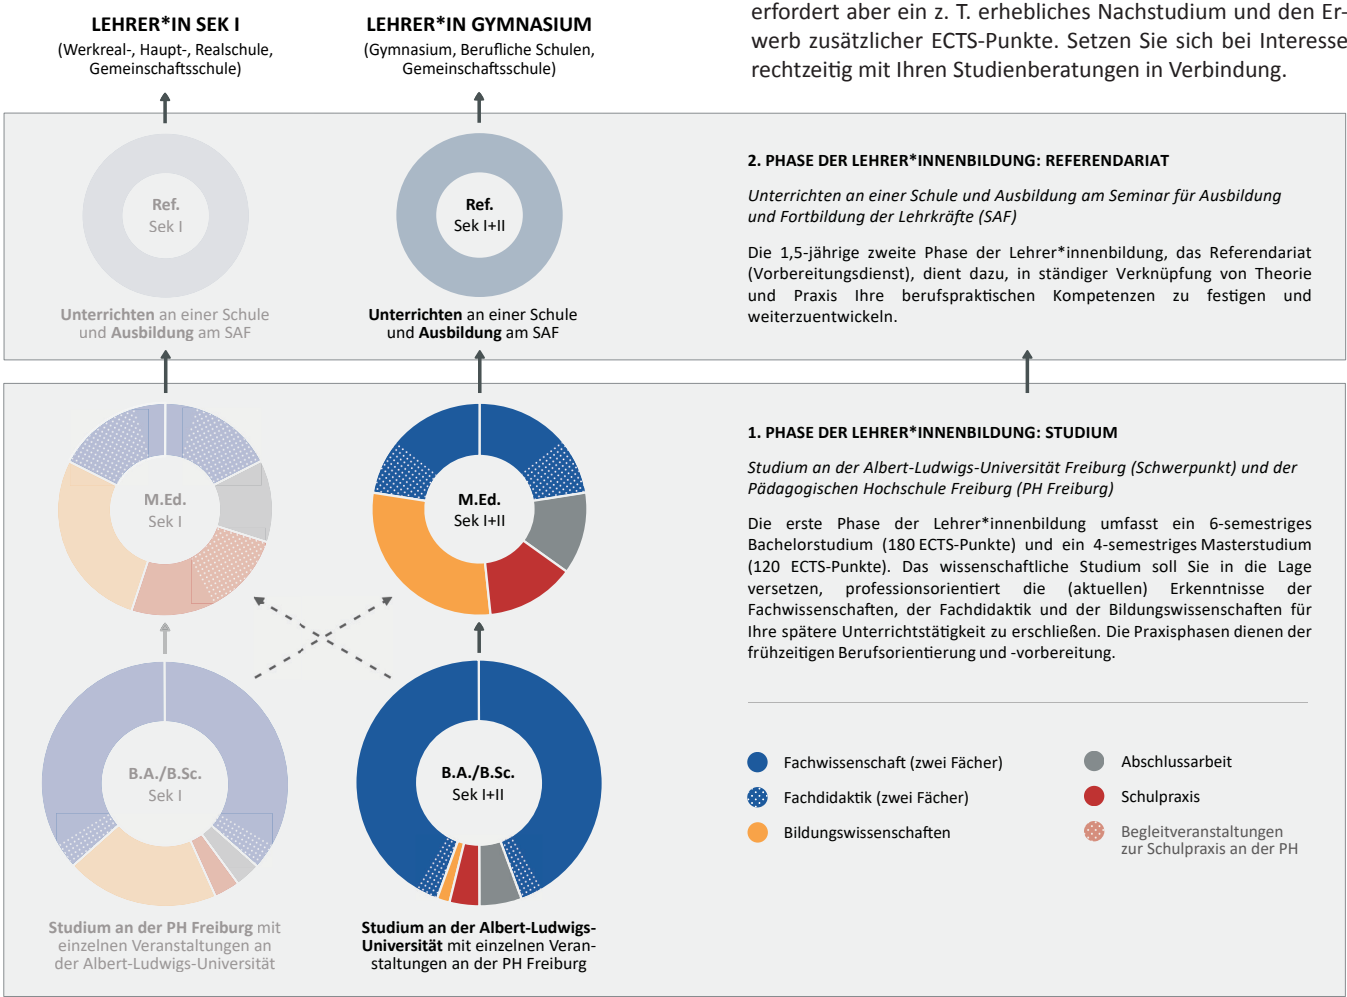 erfordert aber ein z. T. erhebliches Nachstudium und den Er-
werb zusätzlicher ECTS-Punkte. Setzen Sie sich bei Interesse
rechtzeitig mit Ihren Studienberatungen in Verbindung.
LEHRER*IN SEK I
(Werkreal-, Haupt-, Realschule,
Gemeinschaftsschule)
LEHRER*IN GYMNASIUM
(Gymnasium, Berufliche Schulen,
Gemeinschaftsschule)
Ref.
Sek I
Unterrichten an einer Schule
und Ausbildung am SAF
Ref.
Sek I+II
Unterrichten an einer Schule
und Ausbildung am SAF
2. PHASE DER LEHRER*INNENBILDUNG: REFERENDARIAT
Unterrichten an einer Schule und Ausbildung am Seminar für Ausbildung
und Fortbildung der Lehrkräfte (SAF)
Die 1,5-jährige zweite Phase der Lehrer*innenbildung, das Referendariat
(Vorbereitungsdienst), dient dazu, in ständiger Verknüpfung von Theorie
und Praxis Ihre berufspraktischen Kompetenzen zu festigen und
weiterzuentwickeln.
M.Ed.
Sek I
M.Ed.
Sek I+II
B.A./B.Sc.
Sek I
B.A./B.Sc.
Sek I+II
Studium an der PH Freiburg mit
einzelnen Veranstaltungen an
der Albert-Ludwigs-Universität
Studium an der Albert-Ludwigs-
Universität mit einzelnen Veran-
staltungen an der PH Freiburg
1. PHASE DER LEHRER*INNENBILDUNG: STUDIUM
Studium an der Albert-Ludwigs-Universität Freiburg (Schwerpunkt) und der
Pädagogischen Hochschule Freiburg (PH Freiburg)
Die erste Phase der Lehrer*innenbildung umfasst ein 6-semestriges
Bachelorstudium (180 ECTS-Punkte) und ein 4-semestriges Masterstudium
(120 ECTS-Punkte). Das wissenschaftliche Studium soll Sie in die Lage
versetzen, professionsorientiert die (aktuellen) Erkenntnisse der
Fachwissenschaften, der Fachdidaktik und der Bildungswissenschaften für
Ihre spätere Unterrichtstätigkeit zu erschließen. Die Praxisphasen dienen der
frühzeitigen Berufsorientierung und -vorbereitung.
Fachwissenschaft (zwei Fächer)
Fachdidaktik (zwei Fächer)
Bildungswissenschaften
Abschlussarbeit
Schulpraxis
Begleitveranstaltungen
zur Schulpraxis an der PH